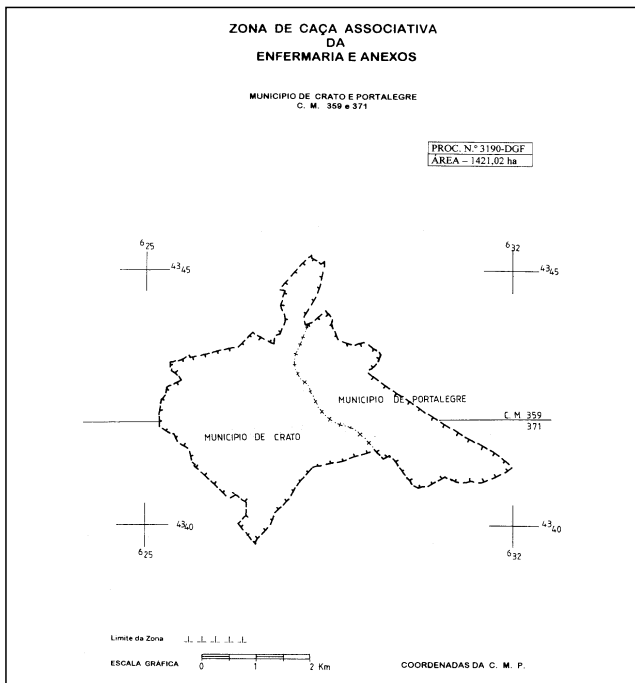 ZONA DE CAÇA ASSOCIATIVA
DA
ENFERMARIA E ANEXOS
MUNICIPIO DE CRATO E PORTALEGRE
C. M. 359 e 371
PROC. N.º 3190-DGF
ÁREA – 1421,02 ha
625
4345
632
4345
MUNICIPIO DE PORTALEGRE
C. M. 359
371
MUNICIPIO DE CRATO
4340
625
4340
632
Limite da Zona
ESCALA GRÁFICA 0 1 2 Km
COORDENADAS DA C. M. P.